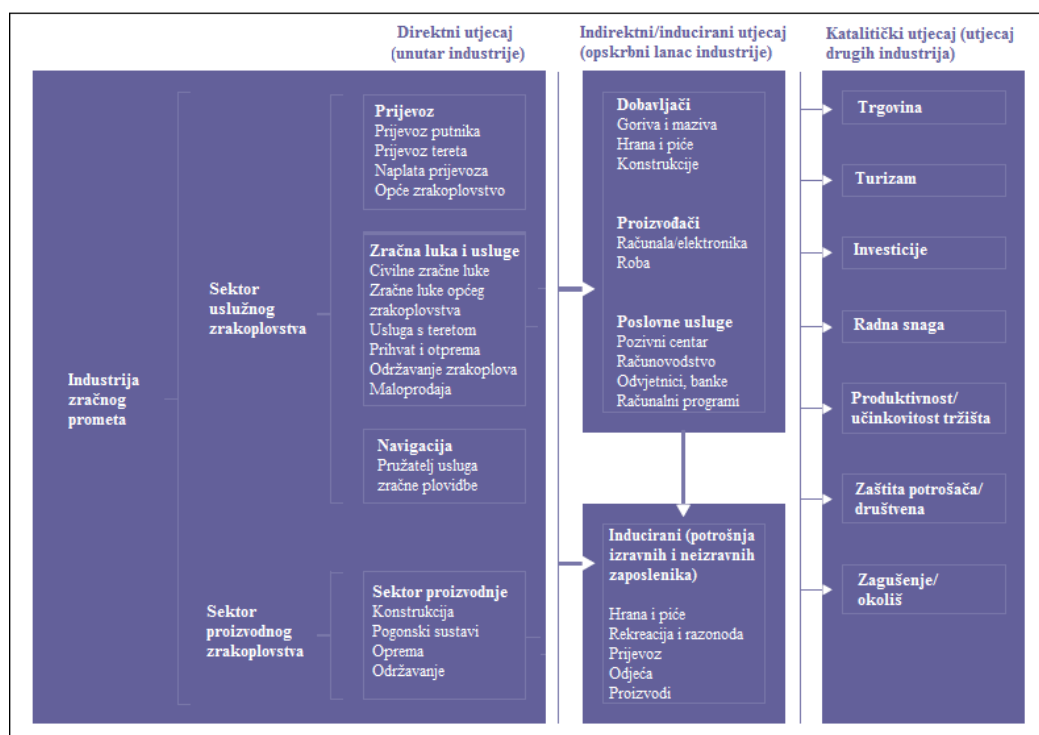 Direktni utjecaj
(unutar industrije)
Indirektni/inducirani utjecaj
(opskrbni lanac industrije)
Katalitički utjecaj (utjecaj
drugih industrija)
Industrija
zračnog
prometa
Sektor
uslužnog
zrakoplovstva
Sektor
proizvodnog
zrakoplovstva
Prijevoz
Prijevoz putnika
Prijevoz tereta
Naplata prijevoza
Opće zrakoplovstvo
Zračna luka i usluge
Civilne zračne luke
Zračne luke općeg
zrakoplovstva
Usluga s teretom
Prihvat i otprema
Održavanje zrakoplova
Maloprodaja
Navigacija
Pružatelj usluga
zračne plovidbe
Sektor proizvodnje
Konstrukcija
Pogonski sustavi
Oprema
Održavanje
Dobavljači
Goriva i maziva
Hrana i piće
Konstrukcije
Proizvođači
Računala/elektronika
Roba
Poslovne usluge
Pozivni centar
Računovodstvo
Odvjetnici, banke
Računalni programi
Inducirani (potrošnja
izravnih i neizravnih
zaposlenika)
Hrana i piće
Rekreacija i razonoda
Prijevoz
Odjeća
Proizvodi
Trgovina
Turizam
Investicije
Radna snaga
Produktivnost/
učinkovitost tržišta
Zaštita potrošača/
društvena
Zagušenje/
okoliš